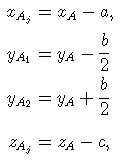 x_{A_j} = x_A - a,
y_{A_1} = y_A - \frac{b}{2}
y_{A_2} = y_A + \frac{b}{2}
z_{A_j} = z_A - c,